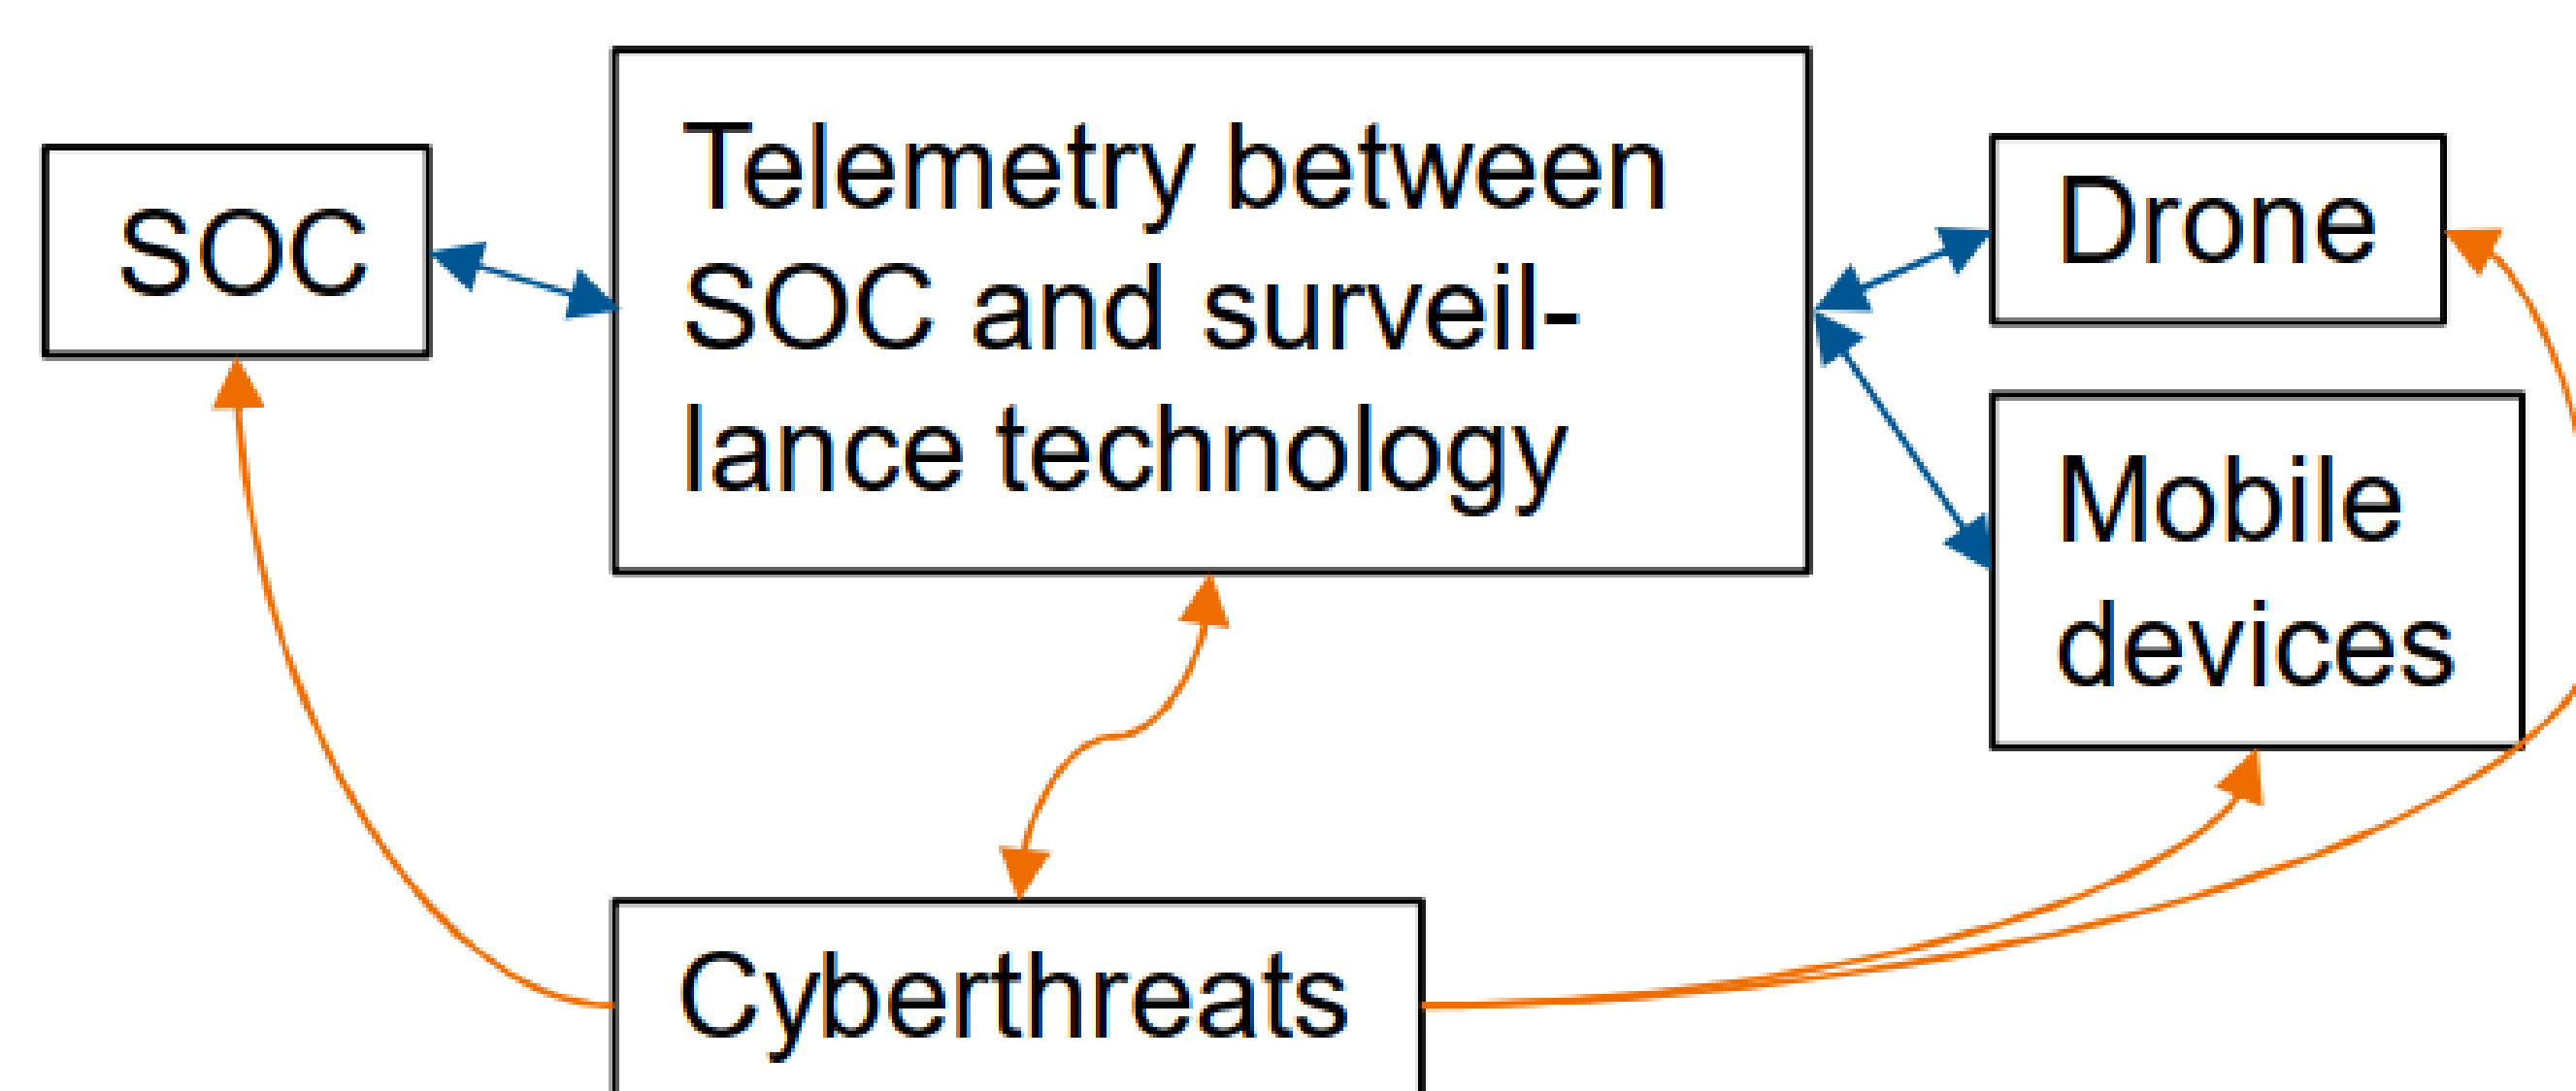 SOC
Telemetry between
SOC and surveil-
lance technology
Drone
Mobile
devices
Cyberthreats